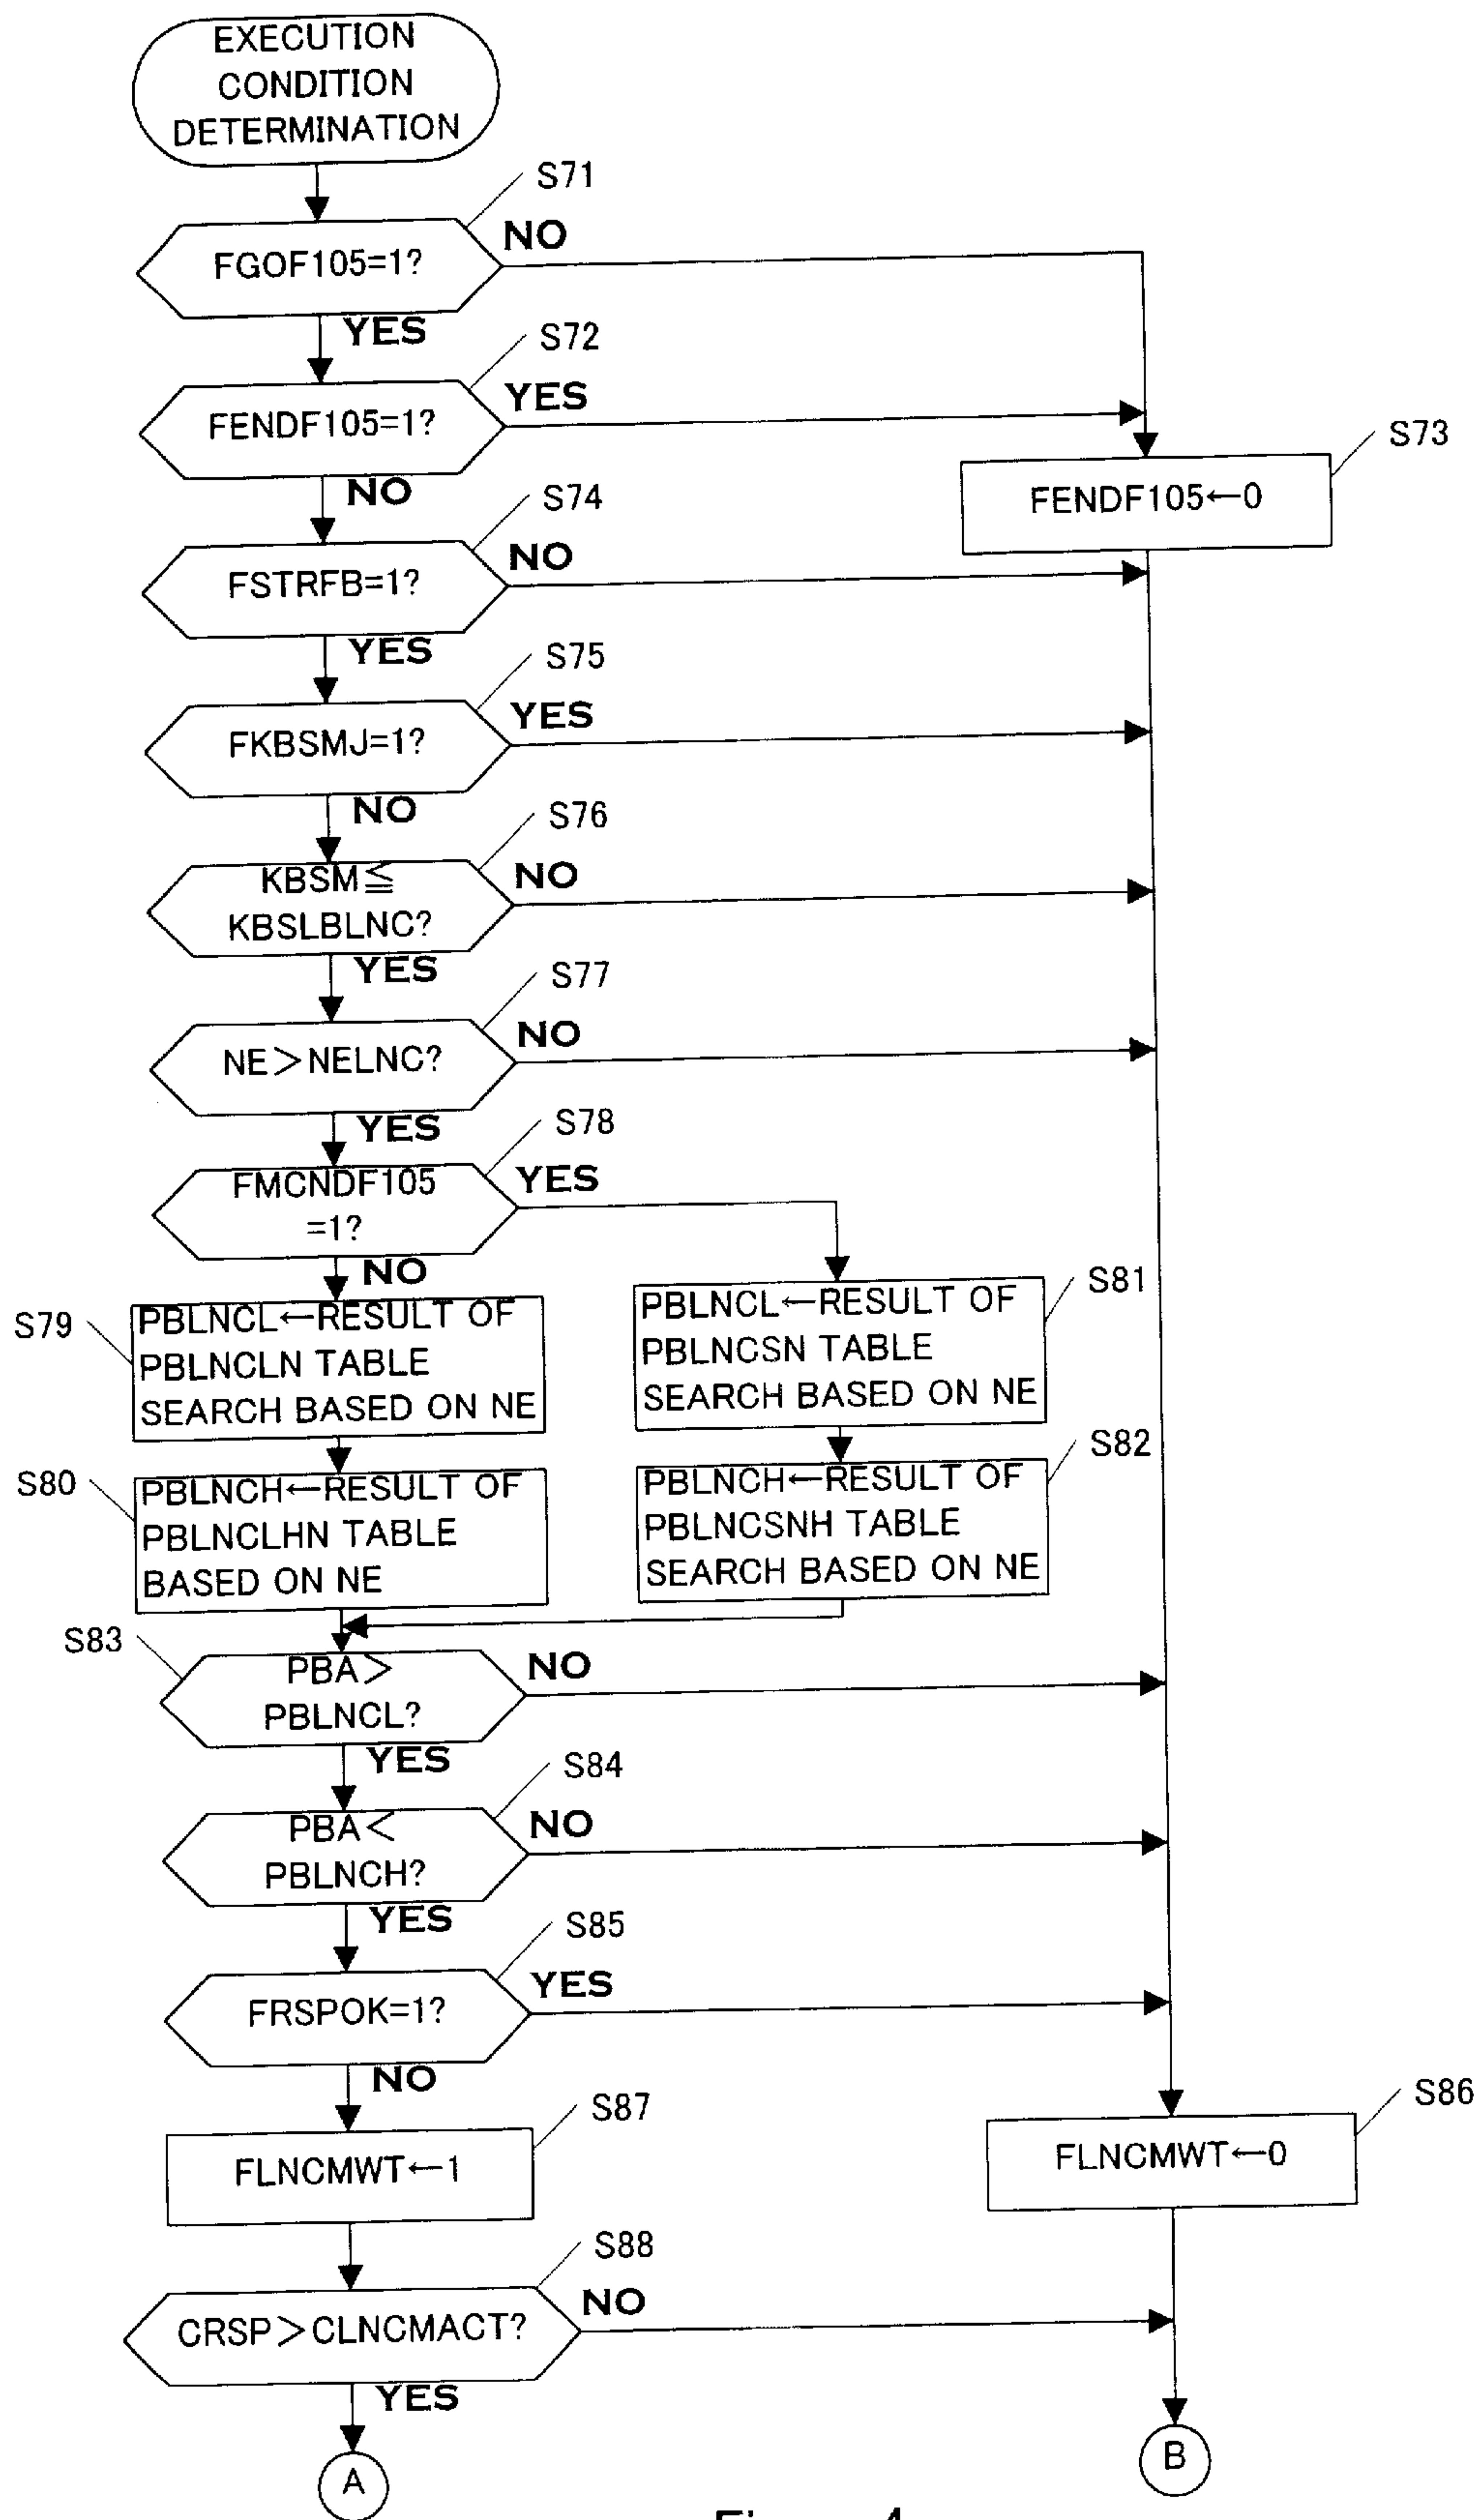 EXECUTION
CONDITION
DETERMINATION
S71
FGOF105=1?
NO
YES
S72
FENDF105=1?
YES
NO
S73
FENDF105←0
S74
FSTRFB=1?
NO
YES
S75
FKBSMJ=1?
YES
NO
S76
KBSM≦
KBSLBLNC?
NO
YES
S77
NE>NELNC?
NO
YES
S78
FMCNDF105
=1?
YES
NO
S79
PBLNCL←RESULT OF
PBLNCLN TABLE
SEARCH BASED ON NE
S81
PBLNCL←RESULT OF
PBLNCSN TABLE
SEARCH BASED ON NE
S80
PBLNCH←RESULT OF
PBLNCLHN TABLE
BASED ON NE
S82
PBLNCH←RESULT OF
PBLNCSNH TABLE
SEARCH BASED ON NE
S83
PBA>
PBLNCL?
NO
YES
S84
PBA<
PBLNCH?
NO
YES
S85
FRSPOK=1?
YES
NO
S87
FLNCMWT←1
S86
FLNCMWT←0
S88
CRSP>CLNCMACT?
NO
YES
A
B